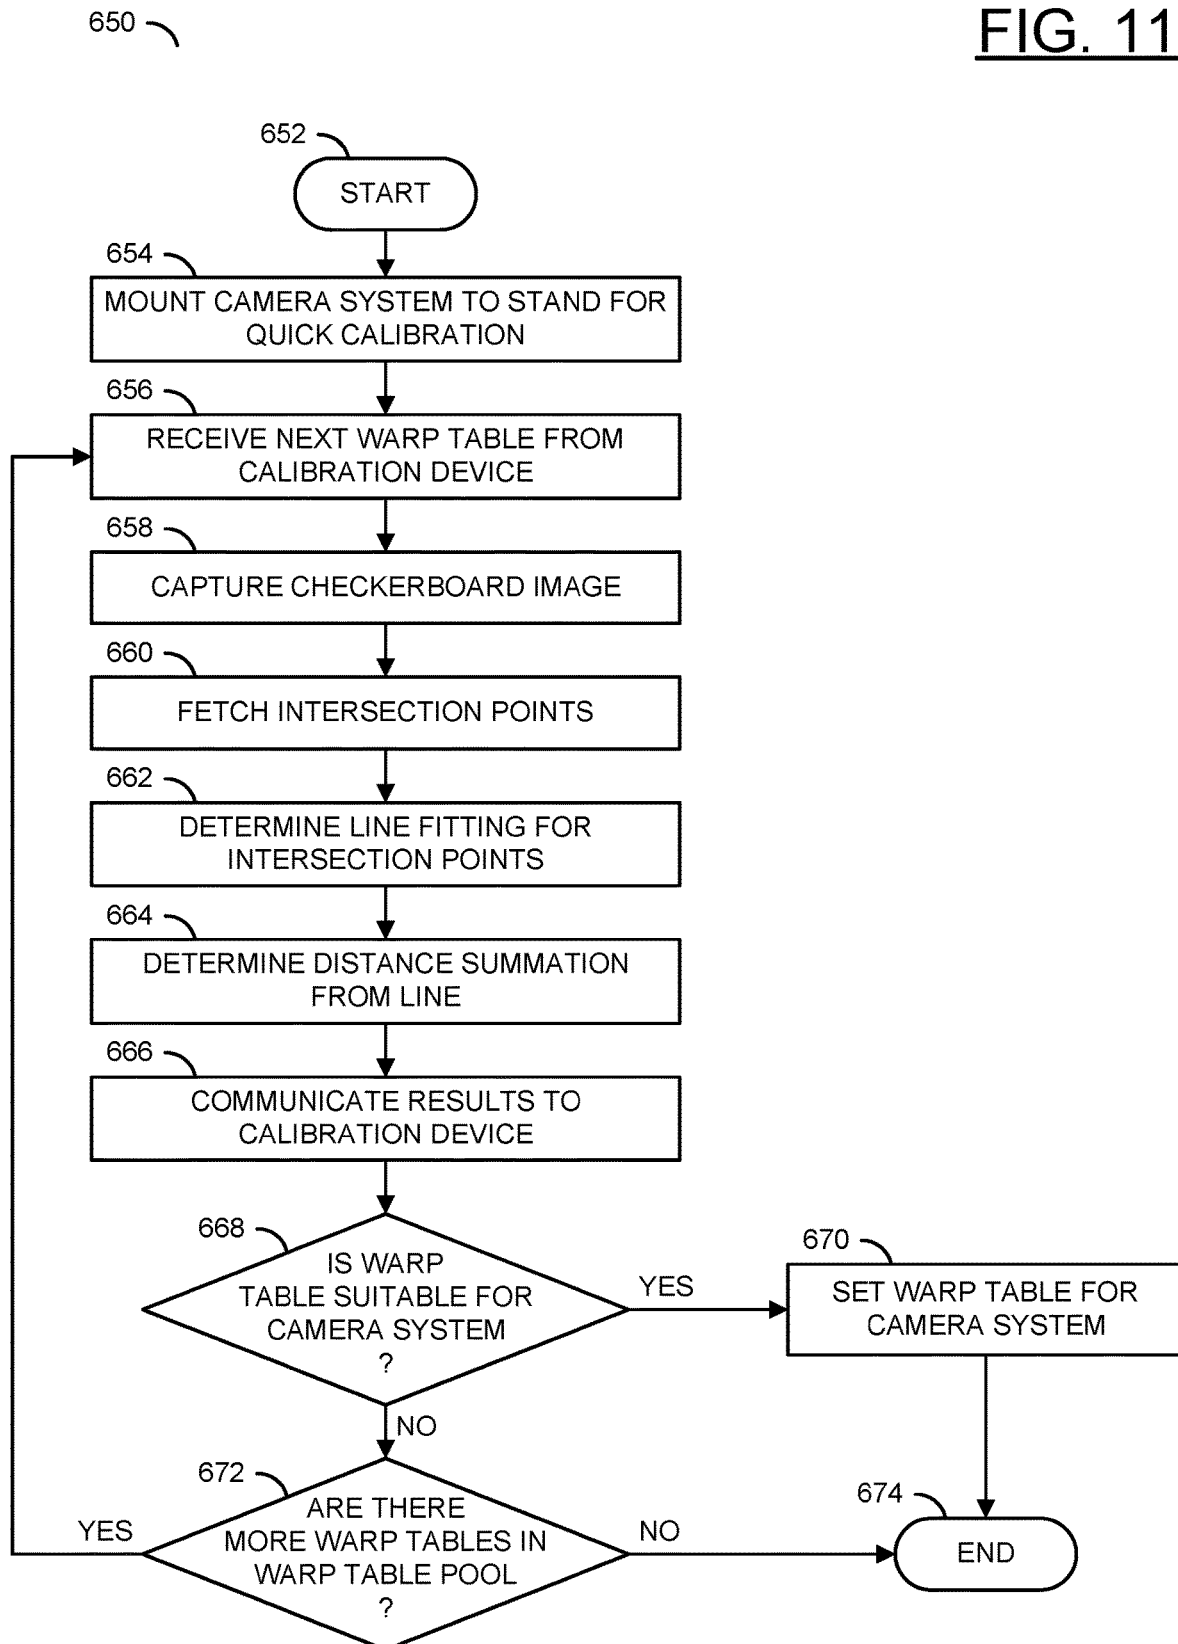 650
FIG. 11
652
START
654
MOUNT CAMERA SYSTEM TO STAND FOR
QUICK CALIBRATION
656
RECEIVE NEXT WARP TABLE FROM
CALIBRATION DEVICE
658
CAPTURE CHECKERBOARD IMAGE
660
FETCH INTERSECTION POINTS
662
DETERMINE LINE FITTING FOR
INTERSECTION POINTS
664
DETERMINE DISTANCE SUMMATION
FROM LINE
666
COMMUNICATE RESULTS TO
CALIBRATION DEVICE
668
IS WARP
TABLE SUITABLE FOR
CAMERA SYSTEM
?
YES
670
SET WARP TABLE FOR
CAMERA SYSTEM
NO
672
ARE THERE
MORE WARP TABLES IN
WARP TABLE POOL
?
YES
NO
674
END